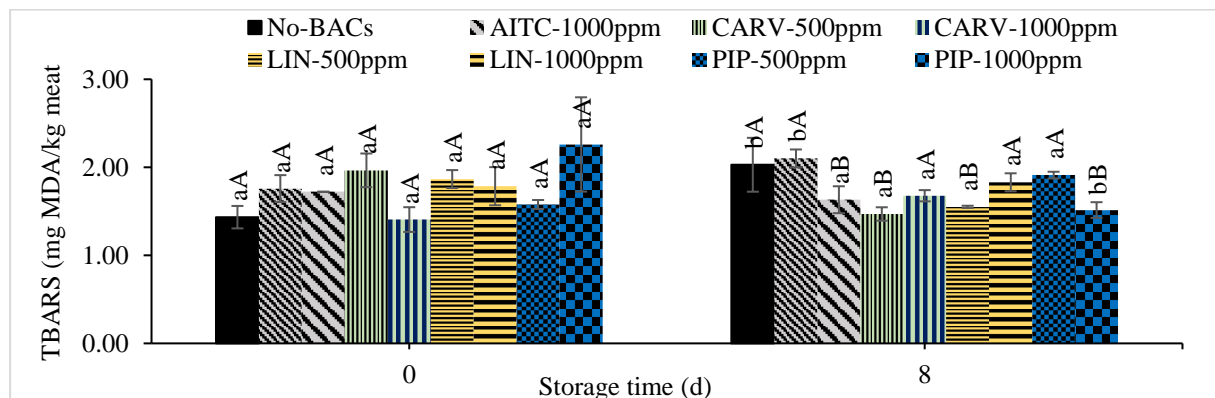 No-BACs AITC-1000ppm CARV-500ppm CARV-1000ppm
LIN-500ppm LIN-1000ppm PIP-500ppm PIP-1000ppm
TBARS (mg MDA/kg meat
3.00
2.00
1.00
0.00
aA aA aA aA aA aA aA aA aA
bA bA aB aB aA aB aA aA bB
0 8
Storage time (d)